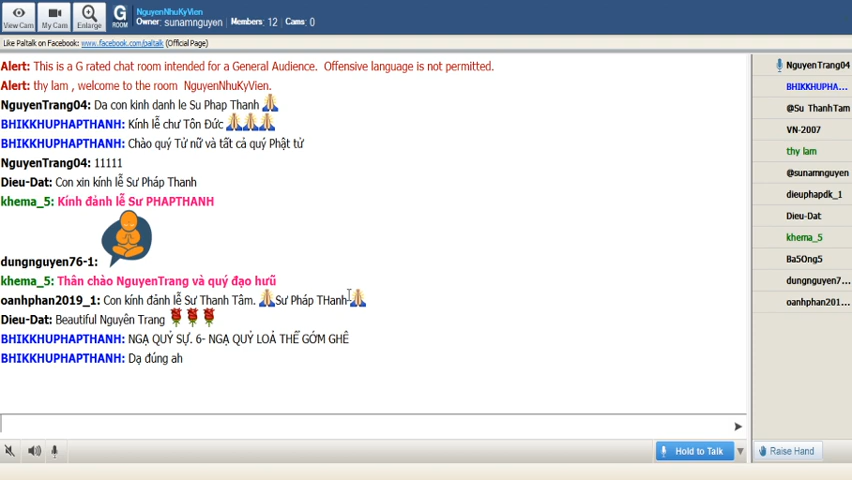 View Cam
My Cam
Enlarge
G
ROOM
NguyenNhuKyVien
Owner: sunamnguyen Members: 12 Cams: 0
Like Paltalk on Facebook: www.facebook.com/paltalk (Official Page)
Alert: This is a G rated chat room intended for a General Audience. Offensive language is not permitted.
Alert: thy lam , welcome to the room NguyenNhuKyVien.
NguyenTrang04: Da con kinh danh le Su Phap Thanh
BHIKKHUPHAPTHANH: Kính lễ chư Tôn Đức
BHIKKHUPHAPTHANH: Chào quý Tử nữ và tất cả quý Phật tử
NguyenTrang04: 11111
Dieu-Dat: Con xin kính lễ Sư Pháp Thanh
khema_5: Kính đảnh lễ Sư PHAPTHANH
dungnguyen76-1:
khema_5: Thân chào NguyenTrang và quý đạo hưũ
oanhphan2019_1: Con kính đảnh lễ Sư Thanh Tâm. Sư Pháp THanh
Dieu-Dat: Beautiful Nguyên Trang
BHIKKHUPHAPTHANH: NGẠ QUỶ SỰ. 6- NGẠ QUỶ LOẢ THỂ GỚM GHÊ
BHIKKHUPHAPTHANH: Dạ đúng ah
Hold to Talk
Raise Hand
NguyenTrang04
BHIKKHUPHA...
@Su ThanhTam
VN-2007
thy lam
@sunamnguyen
dieuphapdk_1
Dieu-Dat
khema_5
Ba5Ong5
dungnguyen7...
oanhphan201...